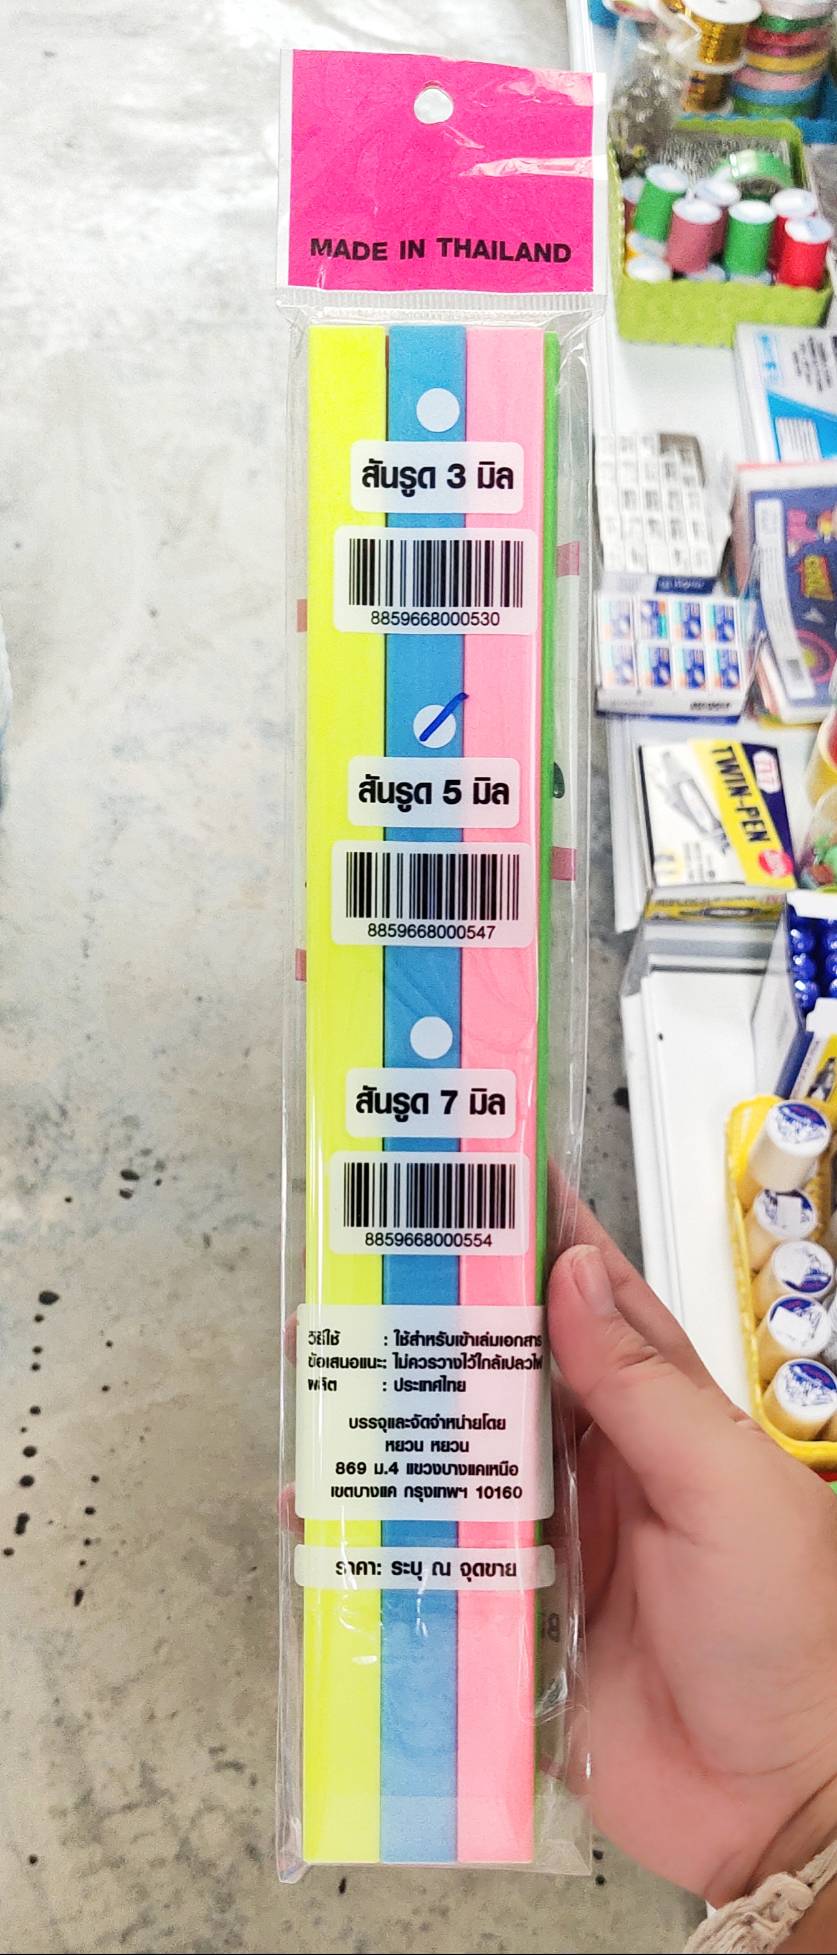 MADE IN THAILAND
สันรูด 3 มิล
8859668000530
สันรูด 5 มิล
8859668000547
สันรูด 7 มิล
8859668000554
วิธีใช้ : ใช้สำหรับเข้าเล่มเอกสาร
ข้อเสนอแนะ: ไม่ควรวางไว้ใกล้เปลวไฟ
ผลิต : ประเทศไทย
บรรจุและจัดจำหน่ายโดย
หยวน หยวน
869 ม.4 แขวงบางแคเหนือ
เขตบางแค กรุงเทพฯ 10160
ราคา: ระบุ ณ จุดขาย
TWIN-PEN